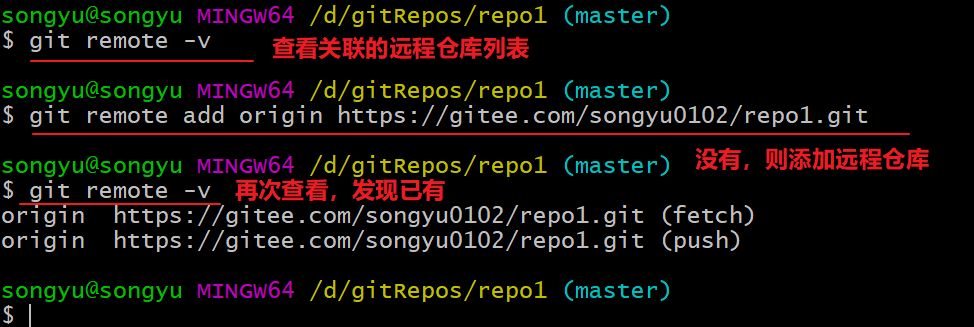 songyu@songyu MINGW64 /d/gitRepos/repo1 (master)
$ git remote -v 查看关联的远程仓库列表
songyu@songyu MINGW64 /d/gitRepos/repo1 (master)
$ git remote add origin https://gitee.com/songyu0102/repo1.git
songyu@songyu MINGW64 /d/gitRepos/repo1 (master) 没有，则添加远程仓库
$ git remote -v 再次查看，发现已有
origin  https://gitee.com/songyu0102/repo1.git (fetch)
origin  https://gitee.com/songyu0102/repo1.git (push)
songyu@songyu MINGW64 /d/gitRepos/repo1 (master)
$